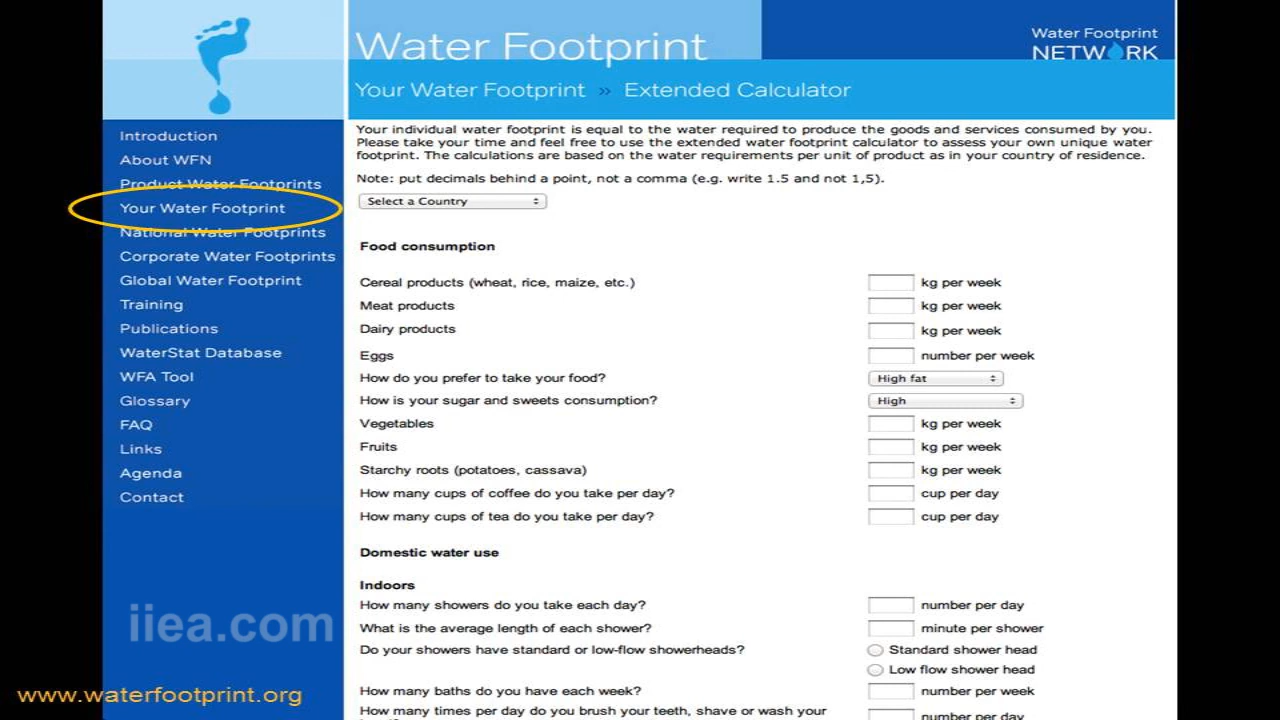 Water Footprint
Water Footprint
NETWORK
Your Water Footprint » Extended Calculator
Introduction
About WFN
Product Water Footprints
Your Water Footprint
National Water Footprints
Corporate Water Footprints
Global Water Footprint
Training
Publications
WaterStat Database
WFA Tool
Glossary
FAQ
Links
Agenda
Contact
iiea.com
www.waterfootprint.org
Your individual water footprint is equal to the water required to produce the goods and services consumed by you.
Please take your time and feel free to use the extended water footprint calculator to assess your own unique water
footprint. The calculations are based on the water requirements per unit of product as in your country of residence.
Note: put decimals behind a point, not a comma (e.g. write 1.5 and not 1,5).
Select a Country
Food consumption
Cereal products (wheat, rice, maize, etc.) kg per week
Meat products kg per week
Dairy products kg per week
Eggs number per week
How do you prefer to take your food? High fat
How is your sugar and sweets consumption? High
Vegetables kg per week
Fruits kg per week
Starchy roots (potatoes, cassava) kg per week
How many cups of coffee do you take per day? cup per day
How many cups of tea do you take per day? cup per day
Domestic water use
Indoors
How many showers do you take each day? number per day
What is the average length of each shower? minute per shower
Do your showers have standard or low-flow showerheads? Standard shower head
Low flow shower head
How many baths do you have each week? number per week
How many times per day do you brush your teeth, shave or wash your
number per day